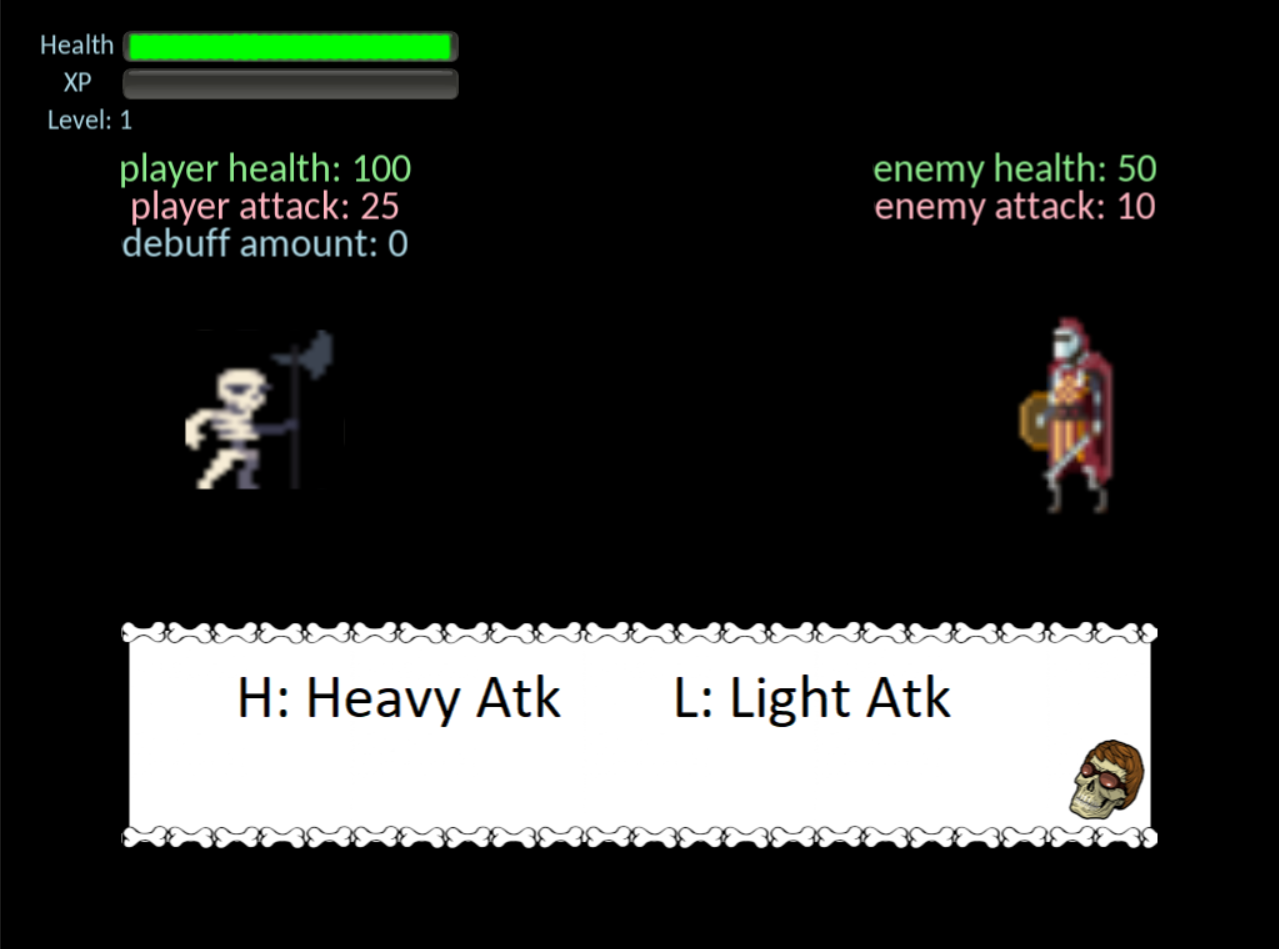 Health
XP
Level: 1
player health: 100
player attack: 25
debuff amount: 0
enemy health: 50
enemy attack: 10
H: Heavy Atk L: Light Atk